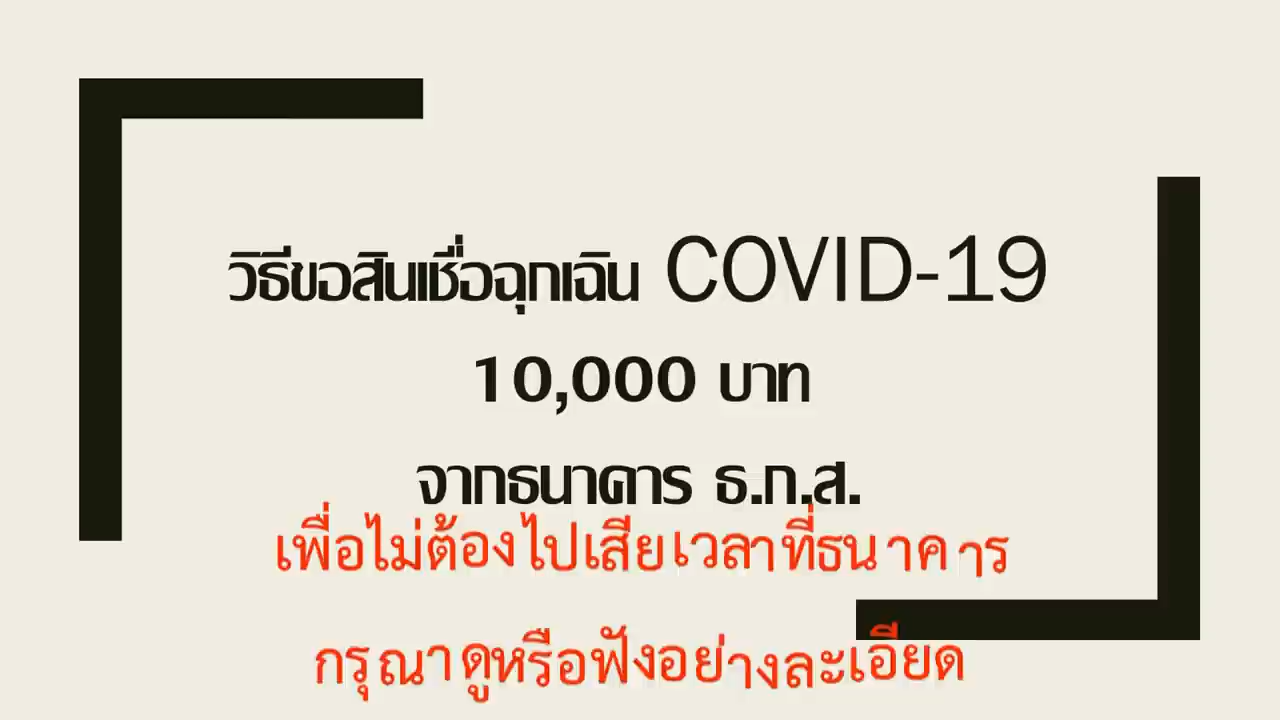 วิธีขอสินเชื่อฉุกเฉิน COVID-19
10,000 บาท
จากธนาคาร ธ.ก.ส.
เพื่อไม่ต้องไปเสียเวลาที่ธนาคาร
กรุณาดูหรือฟังอย่างละเอียด